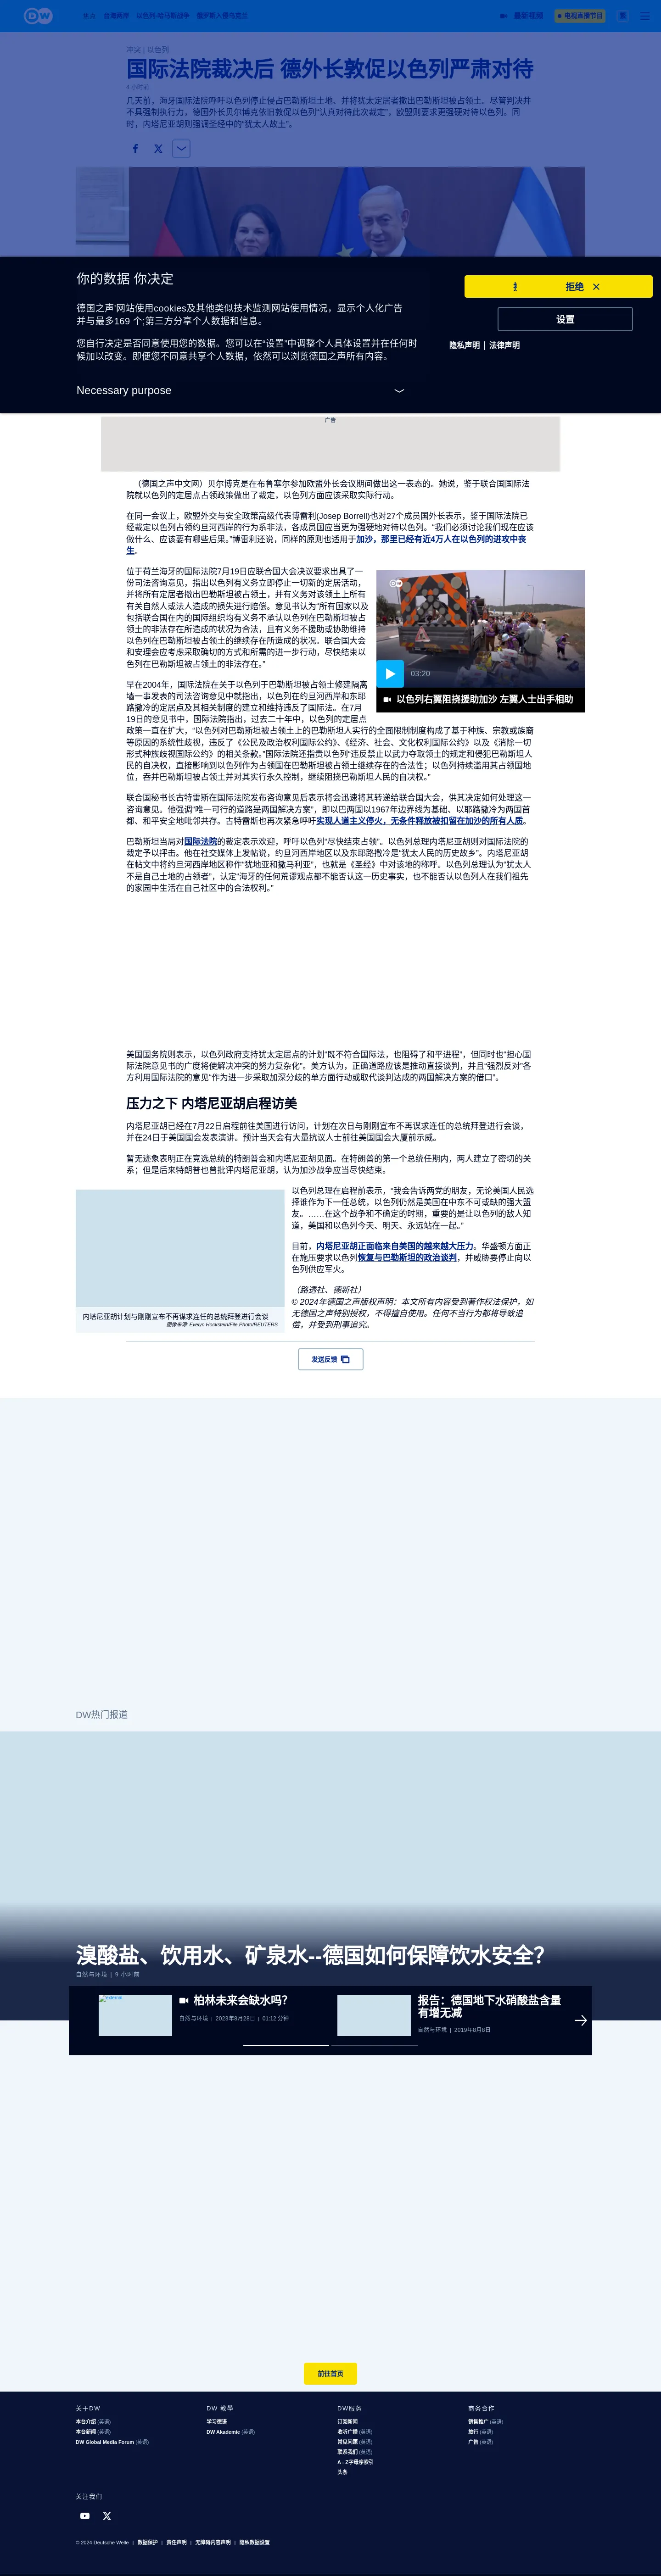 DW
以色列-哈马斯战争
俄罗斯入侵乌克兰
最新视频
电视直播节目
冲突 | 以色列
国际法院裁决后 德外长敦促以色列严肃对待
4 小时前
几天前，海牙国际法院呼吁以色列停止侵占巴勒斯坦土地、并将犹太定居者撤出巴勒斯坦被占领土。尽管判决并
不具强制执行力，德国外长贝尔博克依旧敦促以色列“认真对待此次裁定”，欧盟则要求更强硬对待以色列。同
时，内塔尼亚胡则强调圣经中的“犹太人故土”。
你的数据 你决定
德国之声'网站使用cookies及其他类似技术监测网站使用情况，显示个人化广告
并与最多169 个;第三方分享个人数据和信息。
您自行决定是否同意使用您的数据。您可以在“设置”中调整个人具体设置并在任何时
候加以改变。即便您不同意共享个人数据，依然可以浏览德国之声所有内容。
Necessary purpose
拒绝
设置
隐私声明 | 法律声明
广告
（德国之声中文网）贝尔博克是在布鲁塞尔参加欧盟外长会议期间做出这一表态的。她说，鉴于联合国国际法
院就以色列的定居点占领政策做出了裁定，以色列方面应该采取实际行动。
在同一会议上，欧盟外交与安全政策高级代表博雷利(Josep Borrell)也对27个成员国外长表示，鉴于国际法院已
经裁定以色列占领约旦河西岸的行为系非法，各成员国应当更为强硬地对待以色列。“我们必须讨论我们现在应该
做什么、应该要有哪些后果。”博雷利还说，同样的原则也适用于加沙，那里已经有近4万人在以色列的进攻中丧
生。
位于荷兰海牙的国际法院7月19日应联合国大会决议要求出具了一
份司法咨询意见，指出以色列有义务立即停止一切新的定居活动，
并将所有定居者撤出巴勒斯坦被占领土，并有义务对该领土上所有
有关自然人或法人造成的损失进行赔偿。意见书认为“所有国家以及
包括联合国在内的国际组织均有义务不承认以色列在巴勒斯坦被占
领土的非法存在所造成的状况为合法，且有义务不援助或协助维持
以色列在巴勒斯坦被占领土的继续存在所造成的状况。联合国大会
和安理会应考虑采取确切的方式和所需的进一步行动，尽快结束以
色列在巴勒斯坦被占领土的非法存在。”
03:20
以色列右翼阻挠援助加沙 左翼人士出手相助
早在2004年，国际法院在关于以色列于巴勒斯坦被占领土修建隔离
墙一事发表的司法咨询意见中就指出，以色列在约旦河西岸和东耶
路撒冷的定居点及其相关制度的建立和维持违反了国际法。在7月
19日的意见书中，国际法院指出，过去二十年中，以色列的定居点
政策一直在扩大，“以色列对巴勒斯坦被占领土上的巴勒斯坦人实行的全面限制制度构成了基于种族、宗教或族裔
等原因的系统性歧视，违反了《公民及政治权利国际公约》、《经济、社会、文化权利国际公约》以及《消除一切
形式种族歧视国际公约》的相关条款。”国际法院还指责以色列“违反禁止以武力夺取领土的规定和侵犯巴勒斯坦人
民的自决权，直接影响到以色列作为占领国在巴勒斯坦被占领土继续存在的合法性；以色列持续滥用其占领国地
位，吞并巴勒斯坦被占领土并对其实行永久控制，继续阻挠巴勒斯坦人民的自决权。”
联合国秘书长古特雷斯在国际法院发布咨询意见后表示将会迅速将其转递给联合国大会，供其决定如何处理这一
咨询意见。他强调“唯一可行的道路是两国解决方案”，即以巴两国以1967年边界线为基础、以耶路撒冷为两国首
都、和平安全地毗邻共存。古特雷斯也再次紧急呼吁实现人道主义停火，无条件释放被扣留在加沙的所有人质。
巴勒斯坦当局对国际法院的裁定表示欢迎，呼吁以色列“尽快结束占领”。以色列总理内塔尼亚胡则对国际法院的
裁定予以抨击。他在社交媒体上发帖说，约旦河西岸地区以及东耶路撒冷是“犹太人民的历史故乡”。内塔尼亚胡
在帖文中将约旦河西岸地区称作“犹地亚和撒马利亚”，也就是《圣经》中对该地的称呼。以色列总理认为“犹太人
不是自己土地的占领者”，认定“海牙的任何荒谬观点都不能否认这一历史事实，也不能否认以色列人在我们祖先
的家园中生活在自己社区中的合法权利。”
美国国务院则表示，以色列政府支持犹太定居点的计划“既不符合国际法，也阻碍了和平进程”，但同时也“担心国
际法院意见书的广度将使解决冲突的努力复杂化”。美方认为，正确道路应该是推动直接谈判，并且“强烈反对”各
方利用国际法院的意见“作为进一步采取加深分歧的单方面行动或取代谈判达成的两国解决方案的借口”。
压力之下 内塔尼亚胡启程访美
内塔尼亚胡已经在7月22日启程前往美国进行访问，计划在次日与刚刚宣布不再谋求连任的总统拜登进行会谈，
并在24日于美国国会发表演讲。预计当天会有大量抗议人士前往美国国会大厦前示威。
暂无迹象表明正在竞选总统的特朗普会和内塔尼亚胡见面。在特朗普的第一个总统任期内，两人建立了密切的关
系；但是后来特朗普也曾批评内塔尼亚胡，认为加沙战争应当尽快结束。
以色列总理在启程前表示，“我会告诉两党的朋友，无论美国人民选
择谁作为下一任总统，以色列仍然是美国在中东不可或缺的强大盟
友。……在这个战争和不确定的时期，重要的是让以色列的敌人知
道，美国和以色列今天、明天、永远站在一起。”
目前，内塔尼亚胡正面临来自美国的越来越大压力。华盛顿方面正
在施压要求以色列恢复与巴勒斯坦的政治谈判，并威胁要停止向以
色列供应军火。
内塔尼亚胡计划与刚刚宣布不再谋求连任的总统拜登进行会谈
图像来源: Evelyn Hockstein/File Photo/REUTERS
（路透社、德新社）
© 2024年德国之声版权声明：本文所有内容受到著作权法保护，如
无德国之声特别授权，不得擅自使用。任何不当行为都将导致追
偿，并受到刑事追究。
发送反馈
DW热门报道
溴酸盐、饮用水、矿泉水--德国如何保障饮水安全?
自然与环境 | 9 小时前
柏林未来会缺水吗？
自然与环境 | 2023年8月28日 | 01:12 分钟
报告：德国地下水硝酸盐含量
有增无减
自然与环境 | 2019年8月8日
前往首页
关于DW
本台介绍 (英语)
本台新闻 (英语)
DW Global Media Forum (英语)
DW 教學
学习德语
DW Akademie (英语)
DW服务
订阅新闻
收听广播 (英语)
常见问题 (英语)
联系我们 (英语)
A - Z字母序索引
头条
商务合作
销售推广 (英语)
旅行 (英语)
广告 (英语)
关注我们
© 2024 Deutsche Welle | 数据保护 | 责任声明 | 无障碍内容声明 | 隐私数据设置